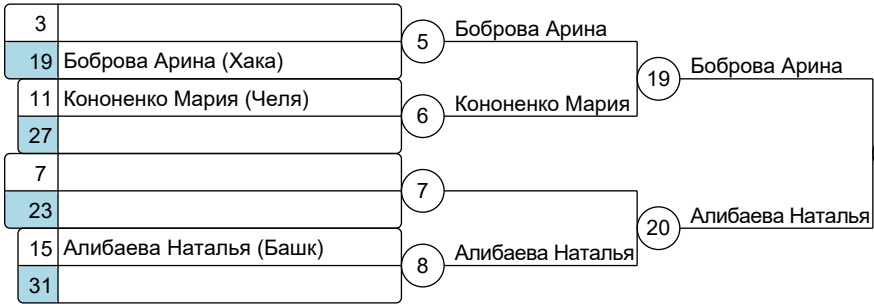 3
19 Боброва Арина (Хака)
11 Кононенко Мария (Челя)
27
7
23
15 Алибаева Наталья (Башк)
31
5
6
7
8
Боброва Арина
Кононенко Мария
Алибаева Наталья
19
20
Боброва Арина
Алибаева Наталья